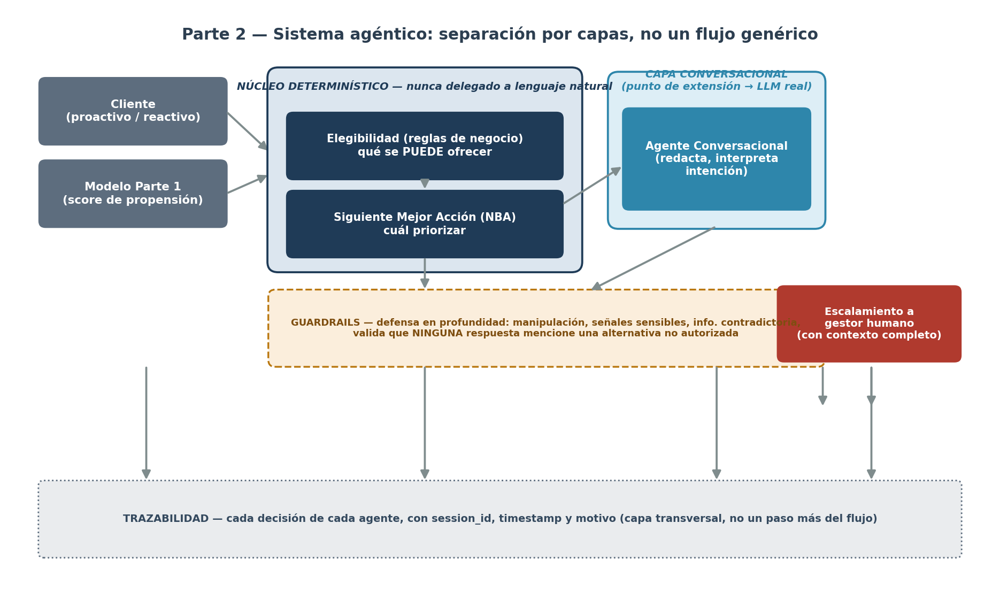 Parte 2 — Sistema agéntico: separación por capas, no un flujo genérico
Cliente
(proactivo / reactivo)
Modelo Parte 1
(score de propensión)
NÚCLEO DETERMINÍSTICO — nunca delegado a lenguaje natural
Elegibilidad (reglas de negocio)
qué se PUEDE ofrecer
Siguiente Mejor Acción (NBA)
cuál priorizar
CAPA CONVERSACIONAL
(punto de extensión → LLM real)
Agente Conversacional
(redacta, interpreta
intención)
GUARDRAILS — defensa en profundidad: manipulación, señales sensibles, info. contradictoria,
valida que NINGUNA respuesta mencione una alternativa no autorizada
Escalamiento a
gestor humano
(con contexto completo)
TRAZABILIDAD — cada decisión de cada agente, con session_id, timestamp y motivo (capa transversal, no un paso más del flujo)